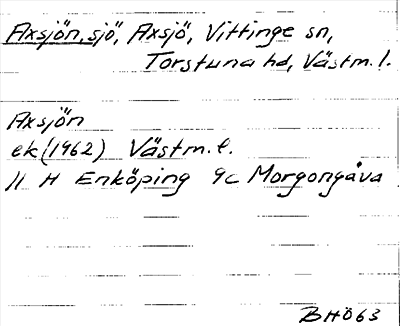 Axsjön, sjö, Axsjö, Vittinge sn,
Torstuna hd, Västm. l.
Axsjön
ek (1962) Västm. l.
11 H Enköping 9c Morgongåva
BHÖ63